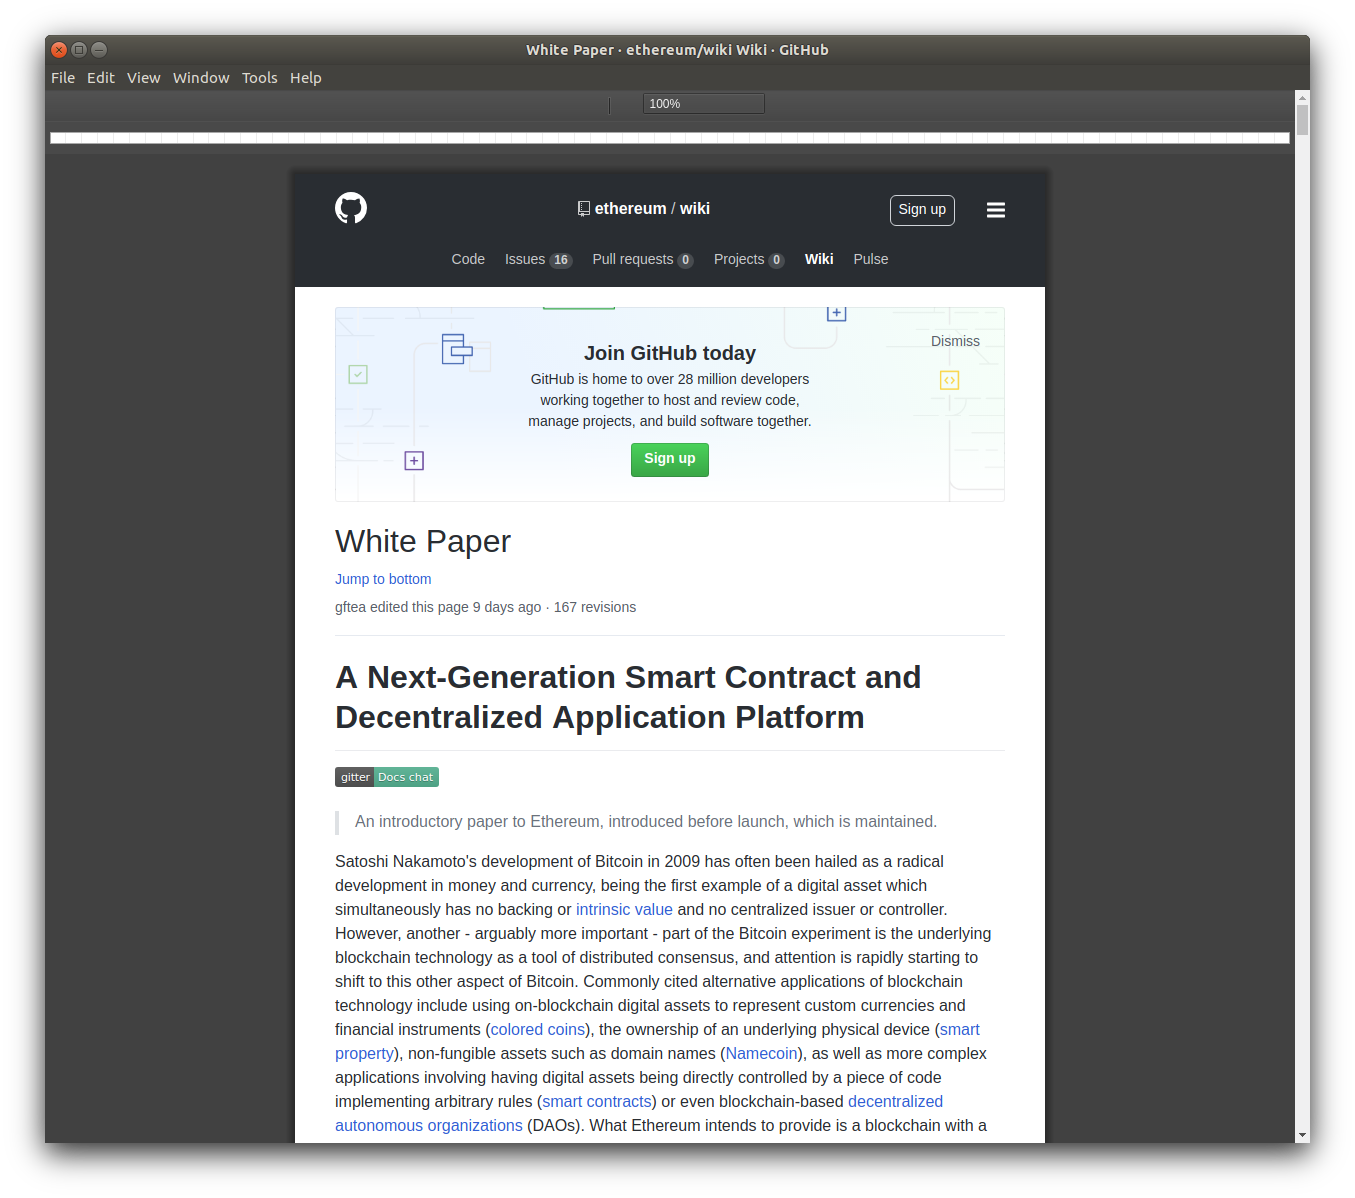 White Paper · ethereum/wiki Wiki · GitHub
File Edit View Window Tools Help
100%
ethereum / wiki
Sign up
Code Issues 16 Pull requests 0 Projects 0 Wiki Pulse
Dismiss
Join GitHub today
GitHub is home to over 28 million developers
working together to host and review code,
manage projects, and build software together.
Sign up
White Paper
Jump to bottom
gftea edited this page 9 days ago · 167 revisions
A Next-Generation Smart Contract and
Decentralized Application Platform
gitter Docs chat
An introductory paper to Ethereum, introduced before launch, which is maintained.
Satoshi Nakamoto's development of Bitcoin in 2009 has often been hailed as a radical
development in money and currency, being the first example of a digital asset which
simultaneously has no backing or intrinsic value and no centralized issuer or controller.
However, another - arguably more important - part of the Bitcoin experiment is the underlying
blockchain technology as a tool of distributed consensus, and attention is rapidly starting to
shift to this other aspect of Bitcoin. Commonly cited alternative applications of blockchain
technology include using on-blockchain digital assets to represent custom currencies and
financial instruments (colored coins), the ownership of an underlying physical device (smart
property), non-fungible assets such as domain names (Namecoin), as well as more complex
applications involving having digital assets being directly controlled by a piece of code
implementing arbitrary rules (smart contracts) or even blockchain-based decentralized
autonomous organizations (DAOs). What Ethereum intends to provide is a blockchain with a